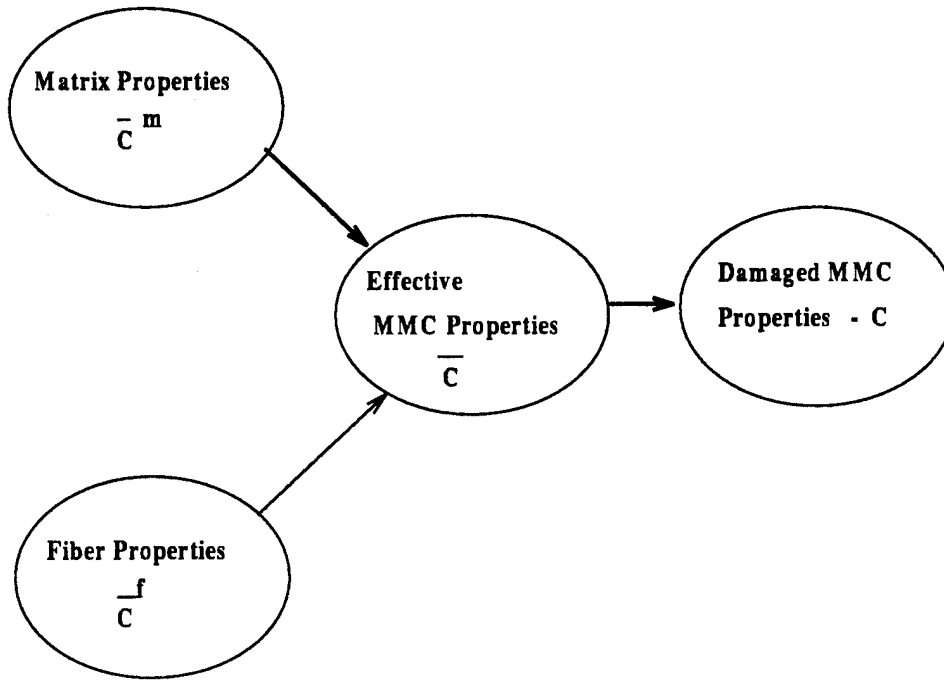 Matrix Properties
C̅ m
Effective
MMC Properties
C̅
Damaged MMC
Properties - C
Fiber Properties
C̅ f